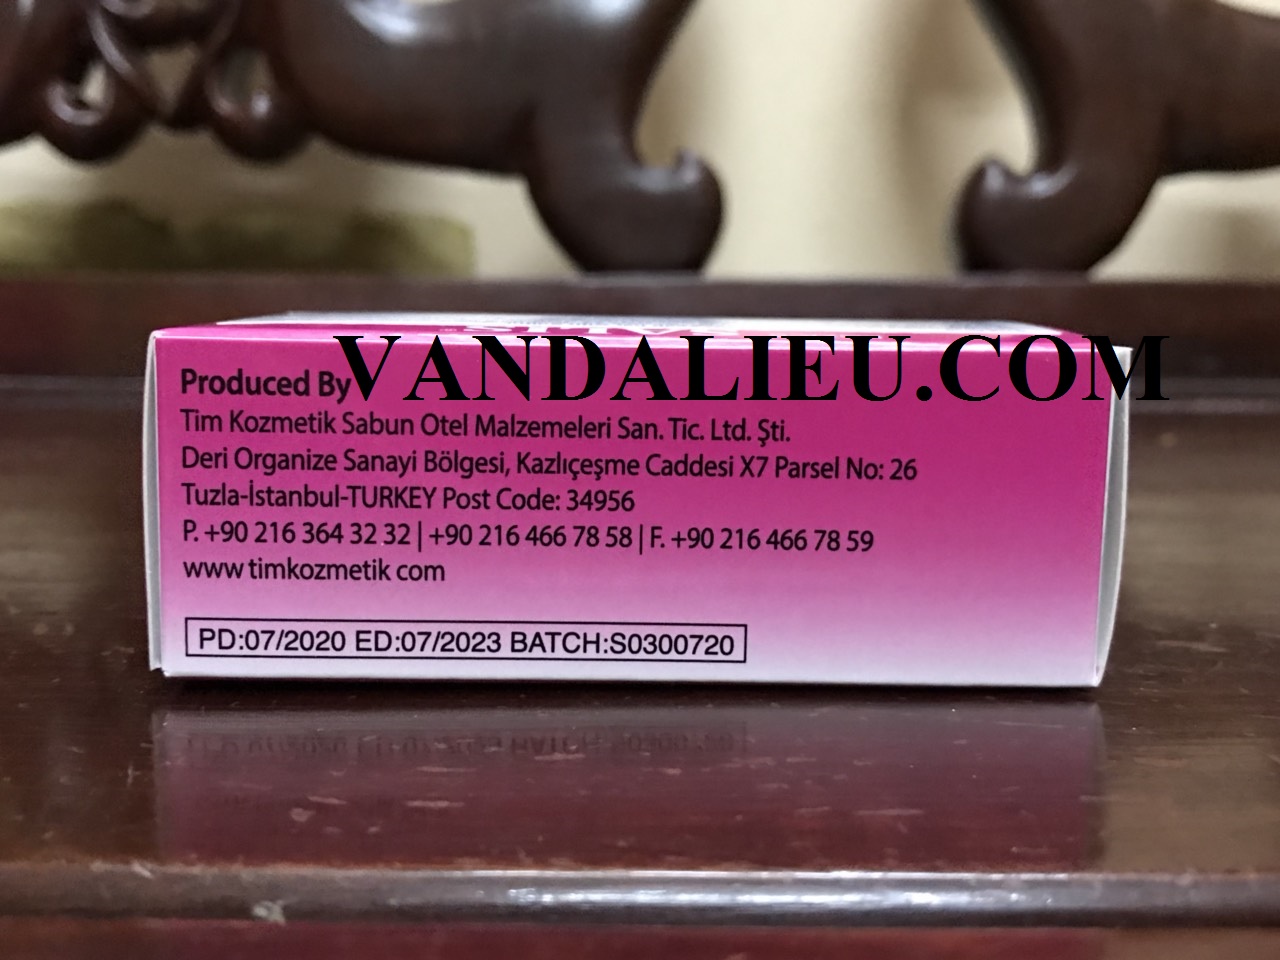 VANDALIEU.COM
Produced By
Tim Kozmetik Sabun Otel Malzemeleri San. Tic. Ltd. Şti.
Deri Organize Sanayi Bölgesi, Kazlıçeşme Caddesi X7 Parsel No: 26
Tuzla-İstanbul-TURKEY Post Code: 34956
P. +90 216 364 32 32 | +90 216 466 78 58 | F. +90 216 466 78 59
www timkozmetik com
PD:07/2020 ED:07/2023 BATCH:S0300720